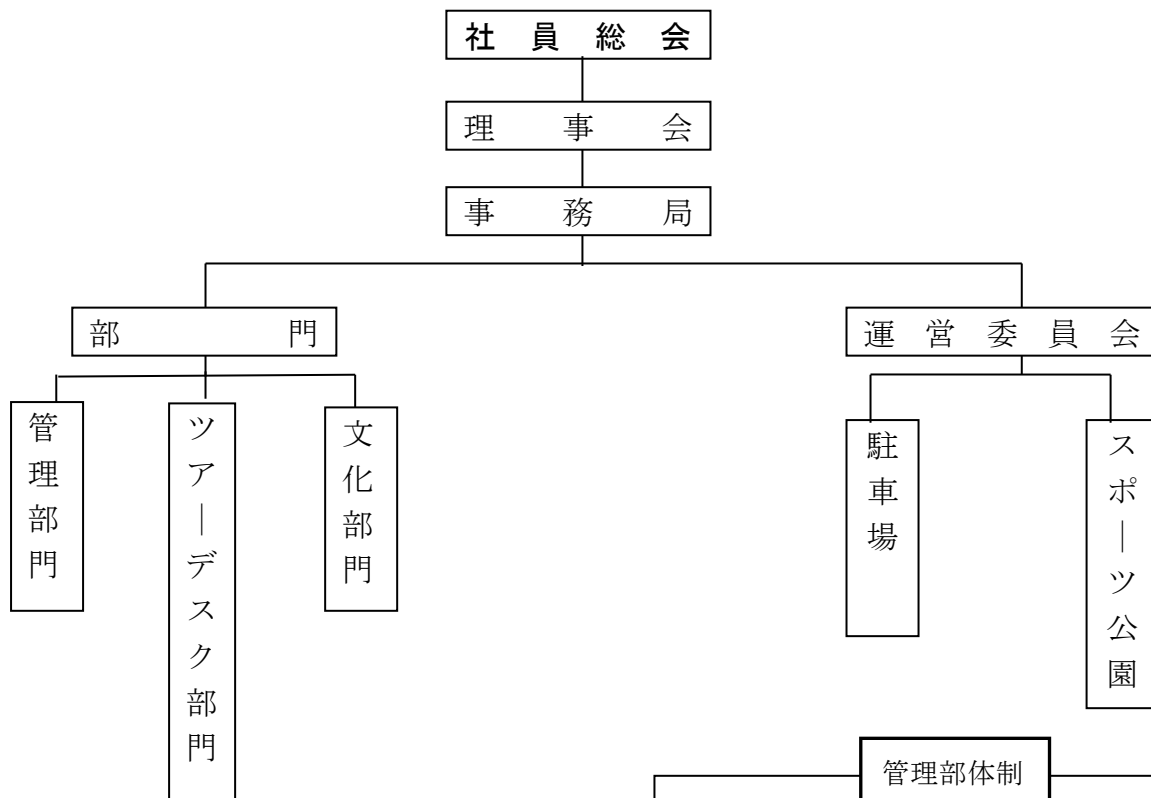 社員総会
理事会
事務局
部門
運営委員会
管理部門
ツアーデスク部門
文化部門
駐車場
スポーツ公園
管理部体制